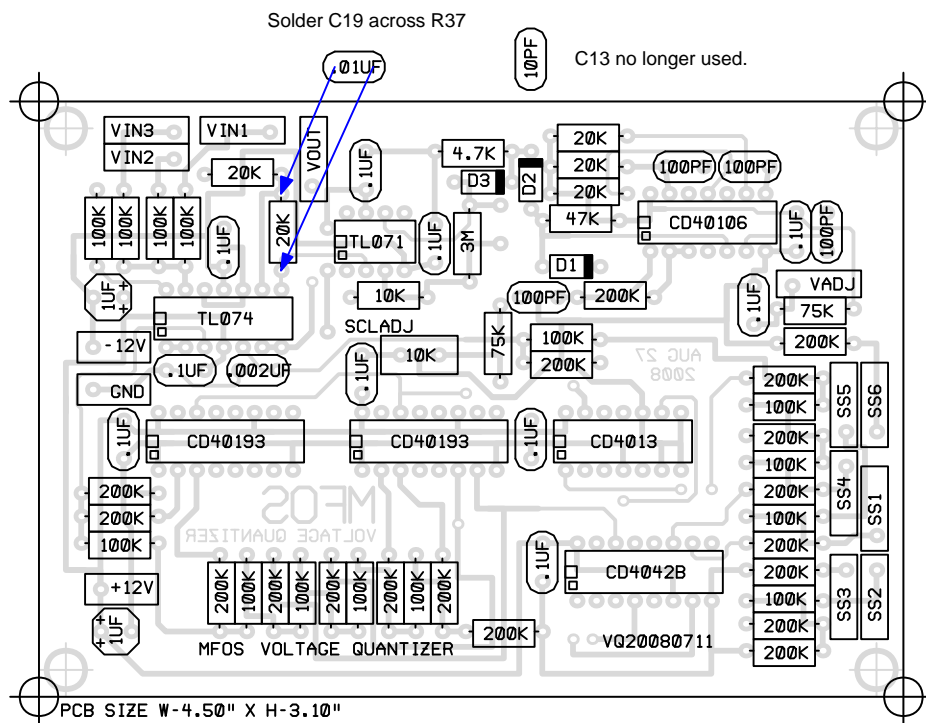 Solder C19 across R37
.01UF
10PF
C13 no longer used.
VIN3
VIN1
VIN2
VOUT
.1UF
4.7K
20K
20K
20K
20K
100PF
100PF
D3
D2
47K
100K
100K
100K
100K
.1UF
20K
TL071
.1UF
3M
CD40106
.1UF
100PF
D1
1UF
+
+
10K
100PF
200K
.1UF
VADJ
75K
TL074
SCLADJ
-12V
10K
75K
100K
200K
200K
AUG 27
2008
GND
.1UF
.002UF
.1UF
200K
100K
SS5
SS6
.1UF
CD40193
CD40193
.1UF
CD4013
200K
100K
200K
SS4
SS1
200K
200K
100K
MFOS
VOLTAGE QUANTIZER
100K
200K
+12V
200K
100K
200K
100K
200K
100K
200K
100K
200K
.1UF
CD4042B
200K
100K
200K
200K
SS3
SS2
1UF
+
+
200K
MFOS VOLTAGE QUANTIZER
VQ20080711
PCB SIZE W-4.50" X H-3.10"